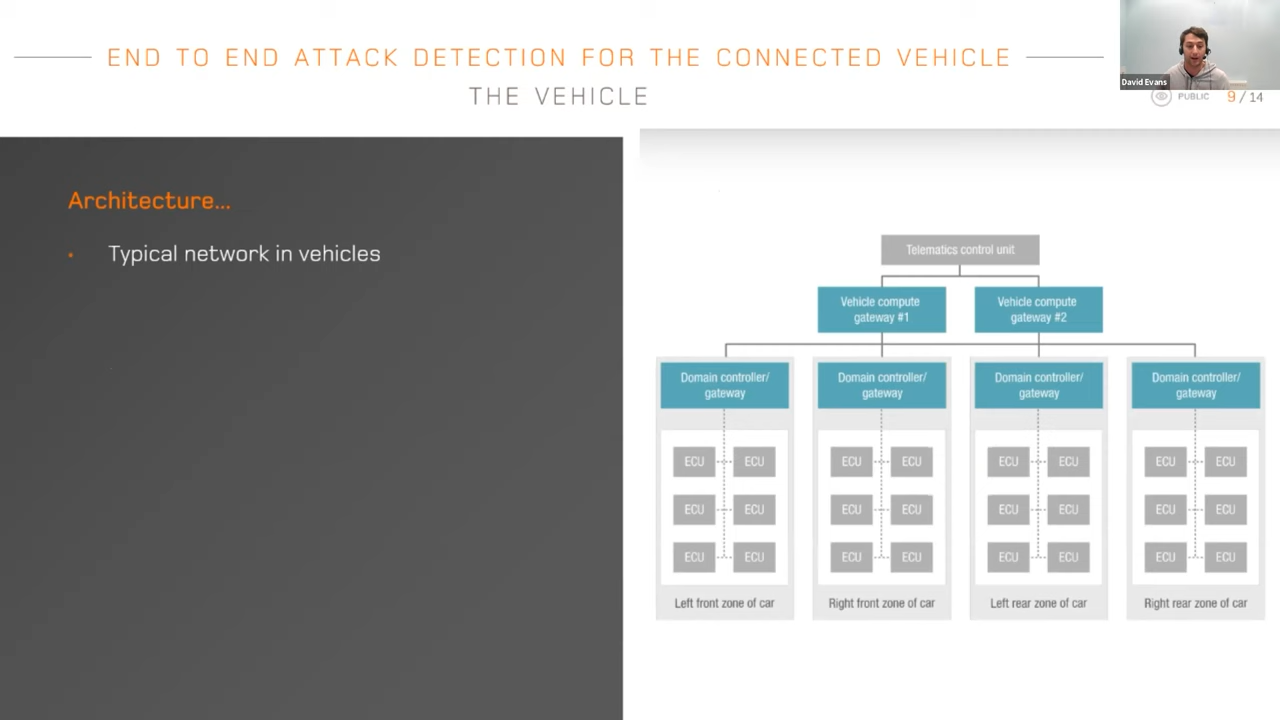 END TO END ATTACK DETECTION FOR THE CONNECTED VEHICLE
THE VEHICLE
David Evans
PUBLIC 9 / 14
Architecture...
• Typical network in vehicles
Telematics control unit
Vehicle compute
gateway #1
Vehicle compute
gateway #2
Domain controller/
gateway
Domain controller/
gateway
Domain controller/
gateway
Domain controller/
gateway
ECU ECU ECU ECU ECU ECU ECU ECU
ECU ECU ECU ECU ECU ECU ECU ECU
ECU ECU ECU ECU ECU ECU ECU ECU
Left front zone of car
Right front zone of car
Left rear zone of car
Right rear zone of car